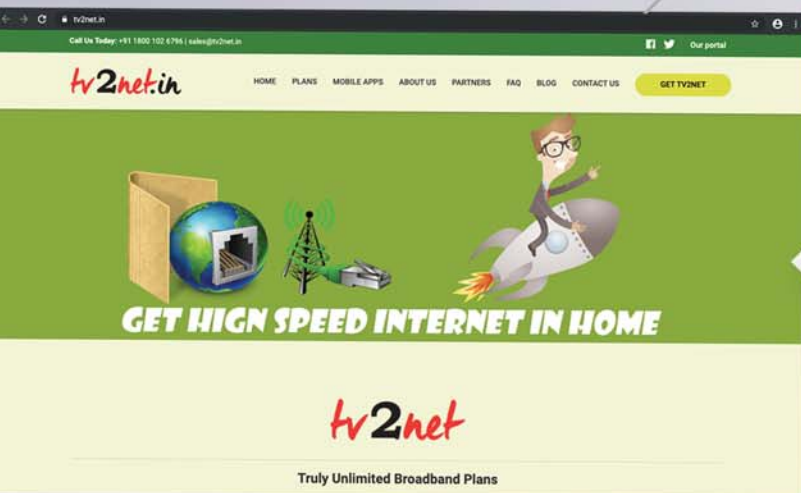 tv2net.in
Call Us Today: +91 1800 102 6796 | sales@tv2net.in
Our portal
tv2net.in
HOME PLANS MOBILE APPS ABOUT US PARTNERS FAQ BLOG CONTACT US GET TV2NET
GET HIGN SPEED INTERNET IN HOME
tv2net
Truly Unlimited Broadband Plans